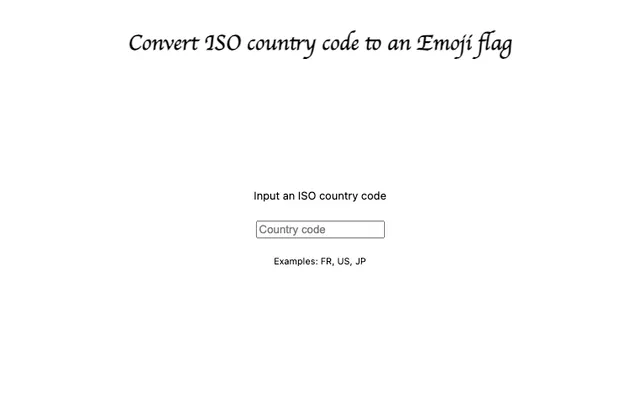 Convert ISO country code to an Emoji flag
Input an ISO country code
Country code
Examples: FR, US, JP